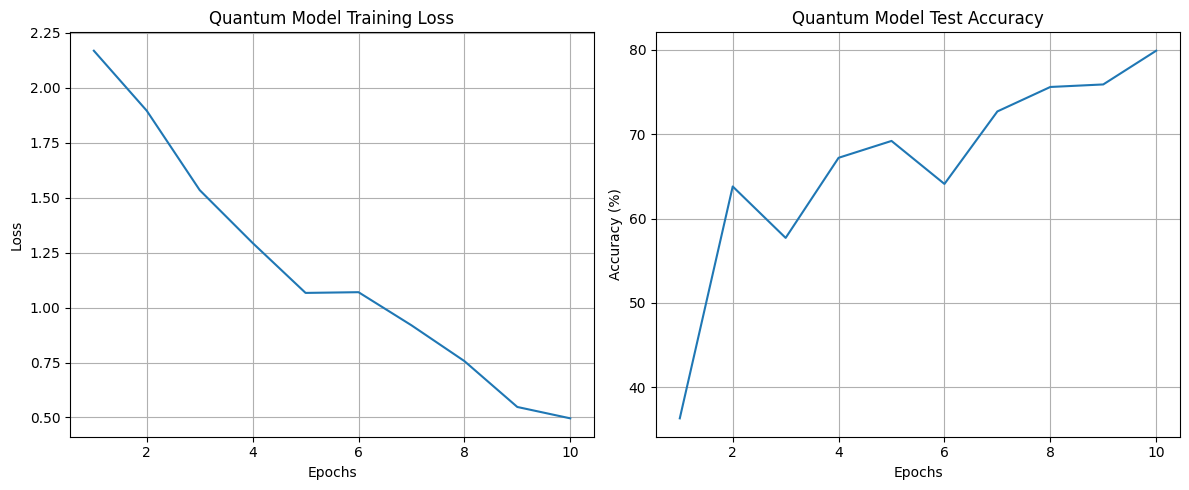 Quantum Model Training Loss
2.25
2.00
1.75
1.50
1.25
1.00
0.75
0.50
Loss
2 4 6 8 10
Epochs
Quantum Model Test Accuracy
80
70
60
50
40
Accuracy (%)
2 4 6 8 10
Epochs